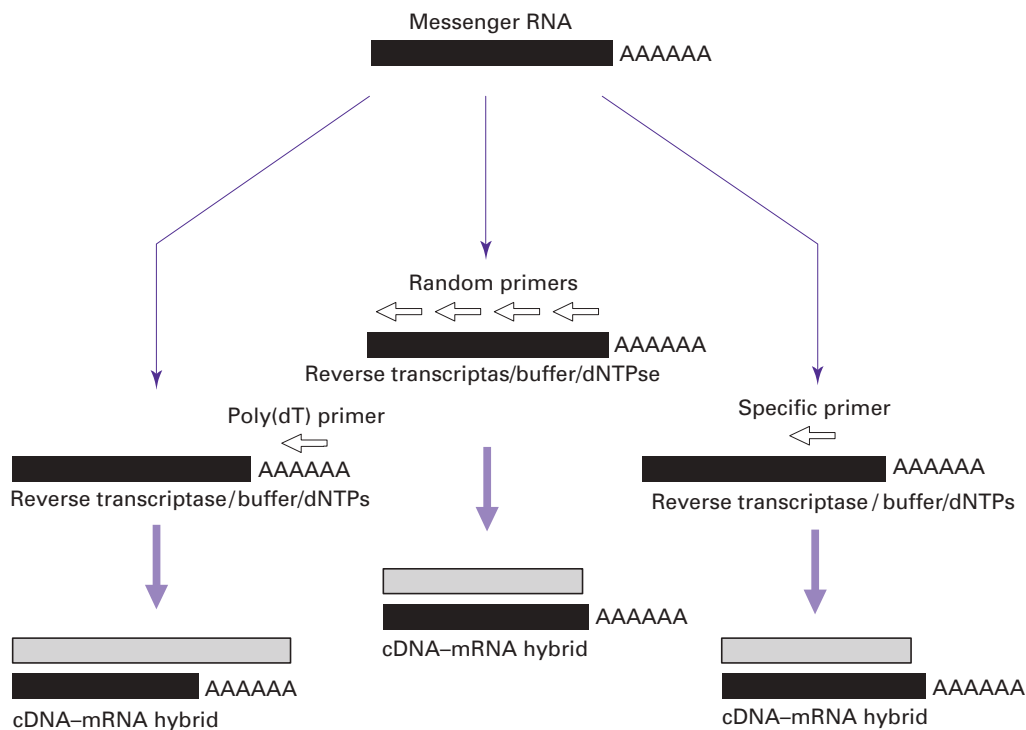 Messenger RNA
AAAAAA
Random primers
AAAAAA
Reverse transcriptas/buffer/dNTPse
Poly(dT) primer
AAAAAA
Reverse transcriptase/buffer/dNTPs
Specific primer
AAAAAA
Reverse transcriptase/buffer/dNTPs
AAAAAA
cDNA–mRNA hybrid
AAAAAA
cDNA–mRNA hybrid
AAAAAA
cDNA–mRNA hybrid